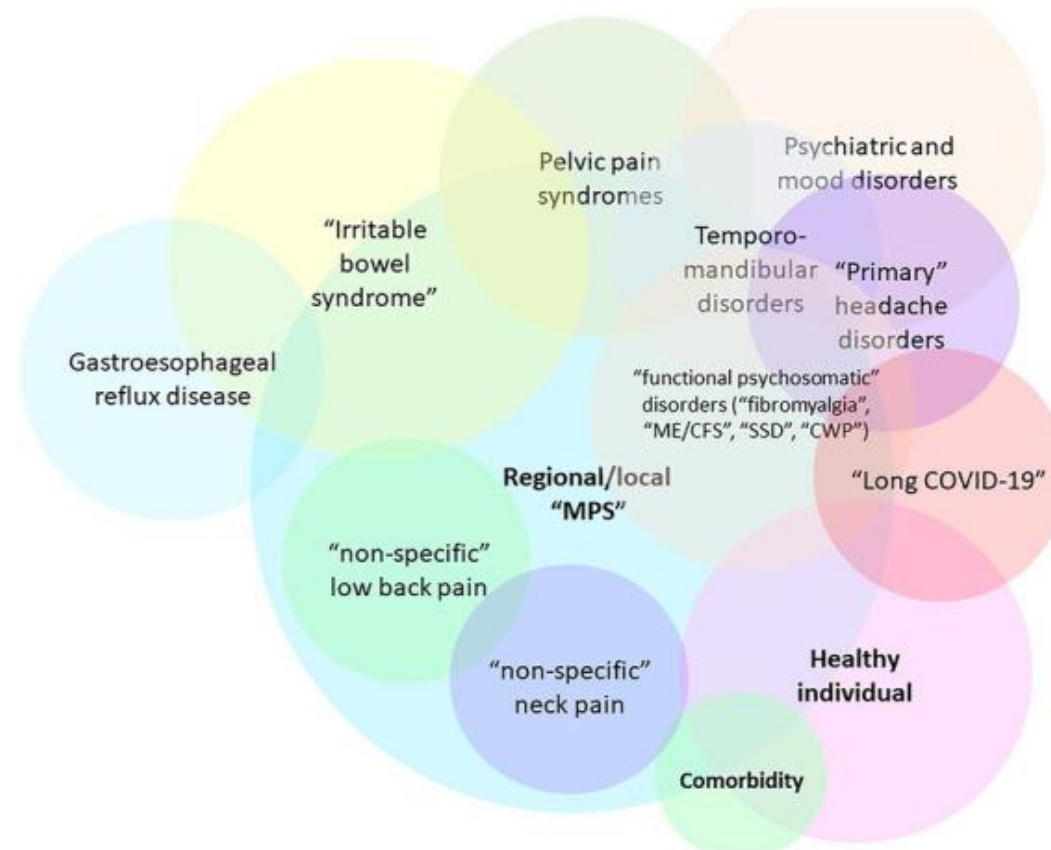 Psychiatric and
mood disorders
Pelvic pain
syndromes
“Irritable
bowel
syndrome”
Temporo-
mandibular
disorders
“Primary”
headache
disorders
Gastroesophageal
reflux disease
“functional psychosomatic”
disorders (“fibromyalgia”,
“ME/CFS”, “SSD”, “CWP”)
Regional/local
“MPS”
“Long COVID-19”
“non-specific”
low back pain
“non-specific”
neck pain
Healthy
individual
Comorbidity